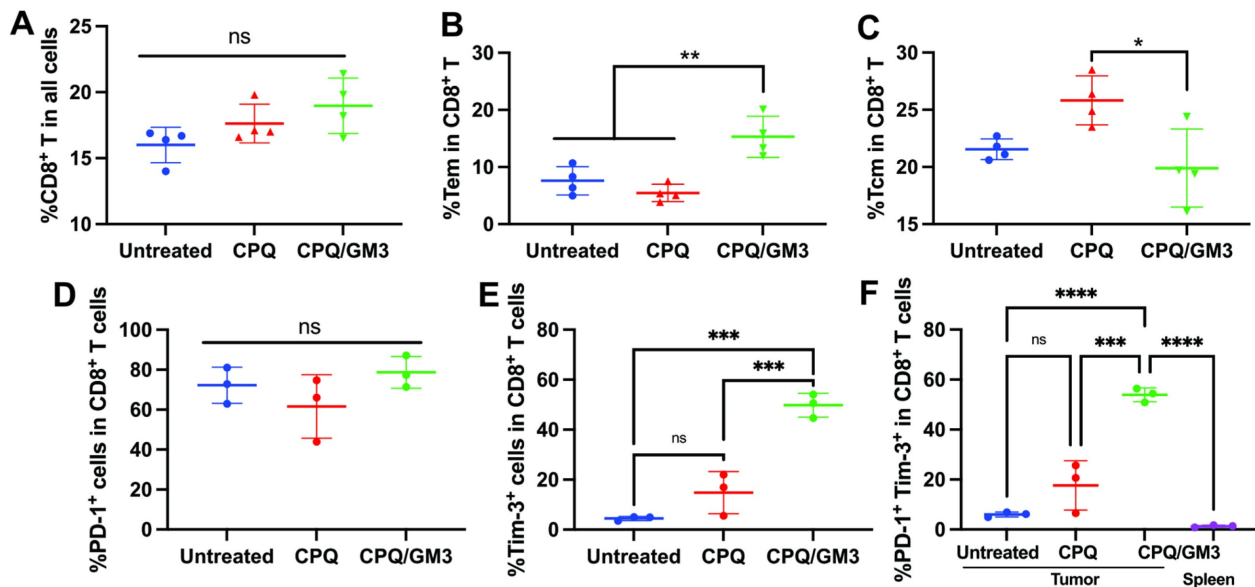 A
%CD8⁺ T in all cells
25
20
15
10
ns
Untreated
CPQ
CPQ/GM3
B
%Tem in CD8⁺ T
30
20
10
0
**
Untreated
CPQ
CPQ/GM3
C
%Tcm in CD8⁺ T
30
25
20
15
*
Untreated
CPQ
CPQ/GM3
D
%PD-1⁺ cells in CD8⁺ T cells
100
80
60
40
20
0
ns
Untreated
CPQ
CPQ/GM3
E
%Tim-3⁺ cells in CD8⁺ T cells
80
60
40
20
0
***
***
ns
Untreated
CPQ
CPQ/GM3
F
%PD-1⁺ Tim-3⁺ in CD8⁺ T cells
80
60
40
20
0
****
ns
***
****
Untreated
CPQ
CPQ/GM3
Tumor
Spleen